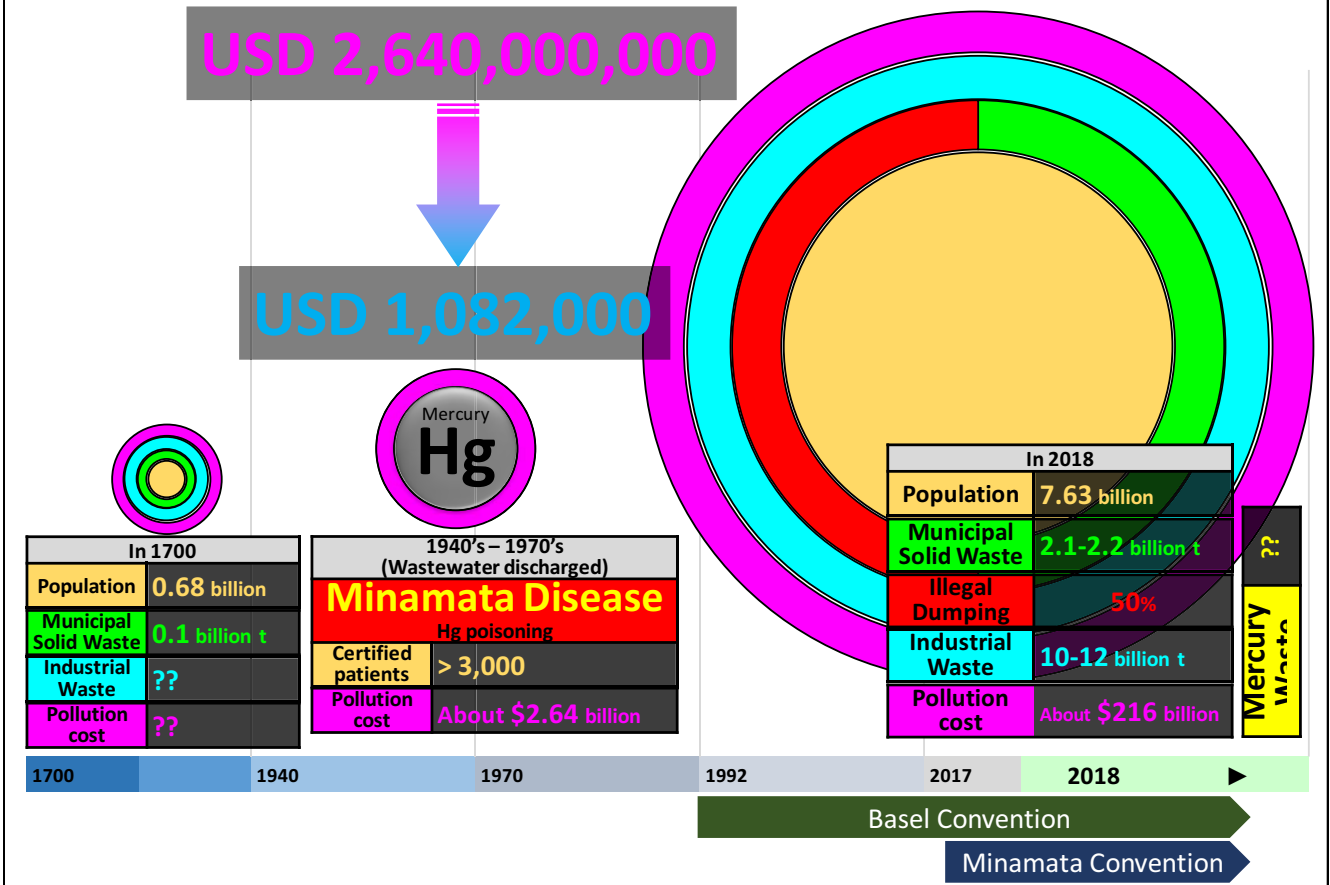 USD 2,640,000,000
USD 1,082,000
Mercury
Hg
In 1700
Population 0.68 billion
Municipal
Solid Waste 0.1 billion t
Industrial
Waste ??
Pollution
cost ??
1940's – 1970's
(Wastewater discharged)
Minamata Disease
Hg poisoning
Certified
patients > 3,000
Pollution
cost About $2.64 billion
In 2018
Population 7.63 billion
Municipal
Solid Waste 2.1-2.2 billion t
Illegal
Dumping 50%
Industrial
Waste 10-12 billion t
Pollution
cost About $216 billion
??
Mercury
Waste
1700 1940 1970 1992 2017 2018
Basel Convention
Minamata Convention